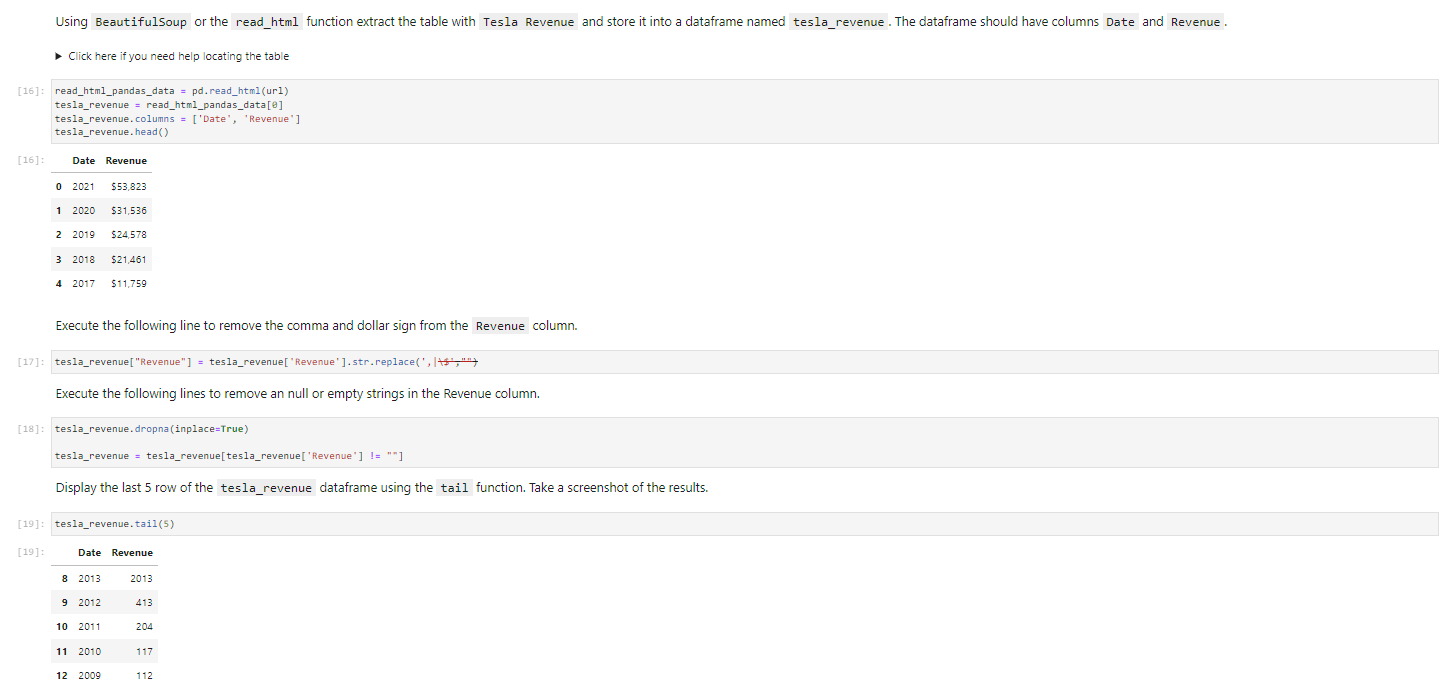 Using BeautifulSoup or the read_html function extract the table with Tesla Revenue and store it into a dataframe named tesla_revenue. The dataframe should have columns Date and Revenue.
▶ Click here if you need help locating the table
[16]: read_html_pandas_data = pd.read_html(url)
tesla_revenue = read_html_pandas_data[0]
tesla_revenue.columns = ['Date', 'Revenue']
tesla_revenue.head()
[16]: Date Revenue
0 2021 $53,823
1 2020 $31,536
2 2019 $24,578
3 2018 $21,461
4 2017 $11,759
Execute the following line to remove the comma and dollar sign from the Revenue column.
[17]: tesla_revenue["Revenue"] = tesla_revenue['Revenue'].str.replace(',|\$',"")
Execute the following lines to remove an null or empty strings in the Revenue column.
[18]: tesla_revenue.dropna(inplace=True)
tesla_revenue = tesla_revenue[tesla_revenue['Revenue'] != ""]
Display the last 5 row of the tesla_revenue dataframe using the tail function. Take a screenshot of the results.
[19]: tesla_revenue.tail(5)
[19]: Date Revenue
8 2013 2013
9 2012 413
10 2011 204
11 2010 117
12 2009 112